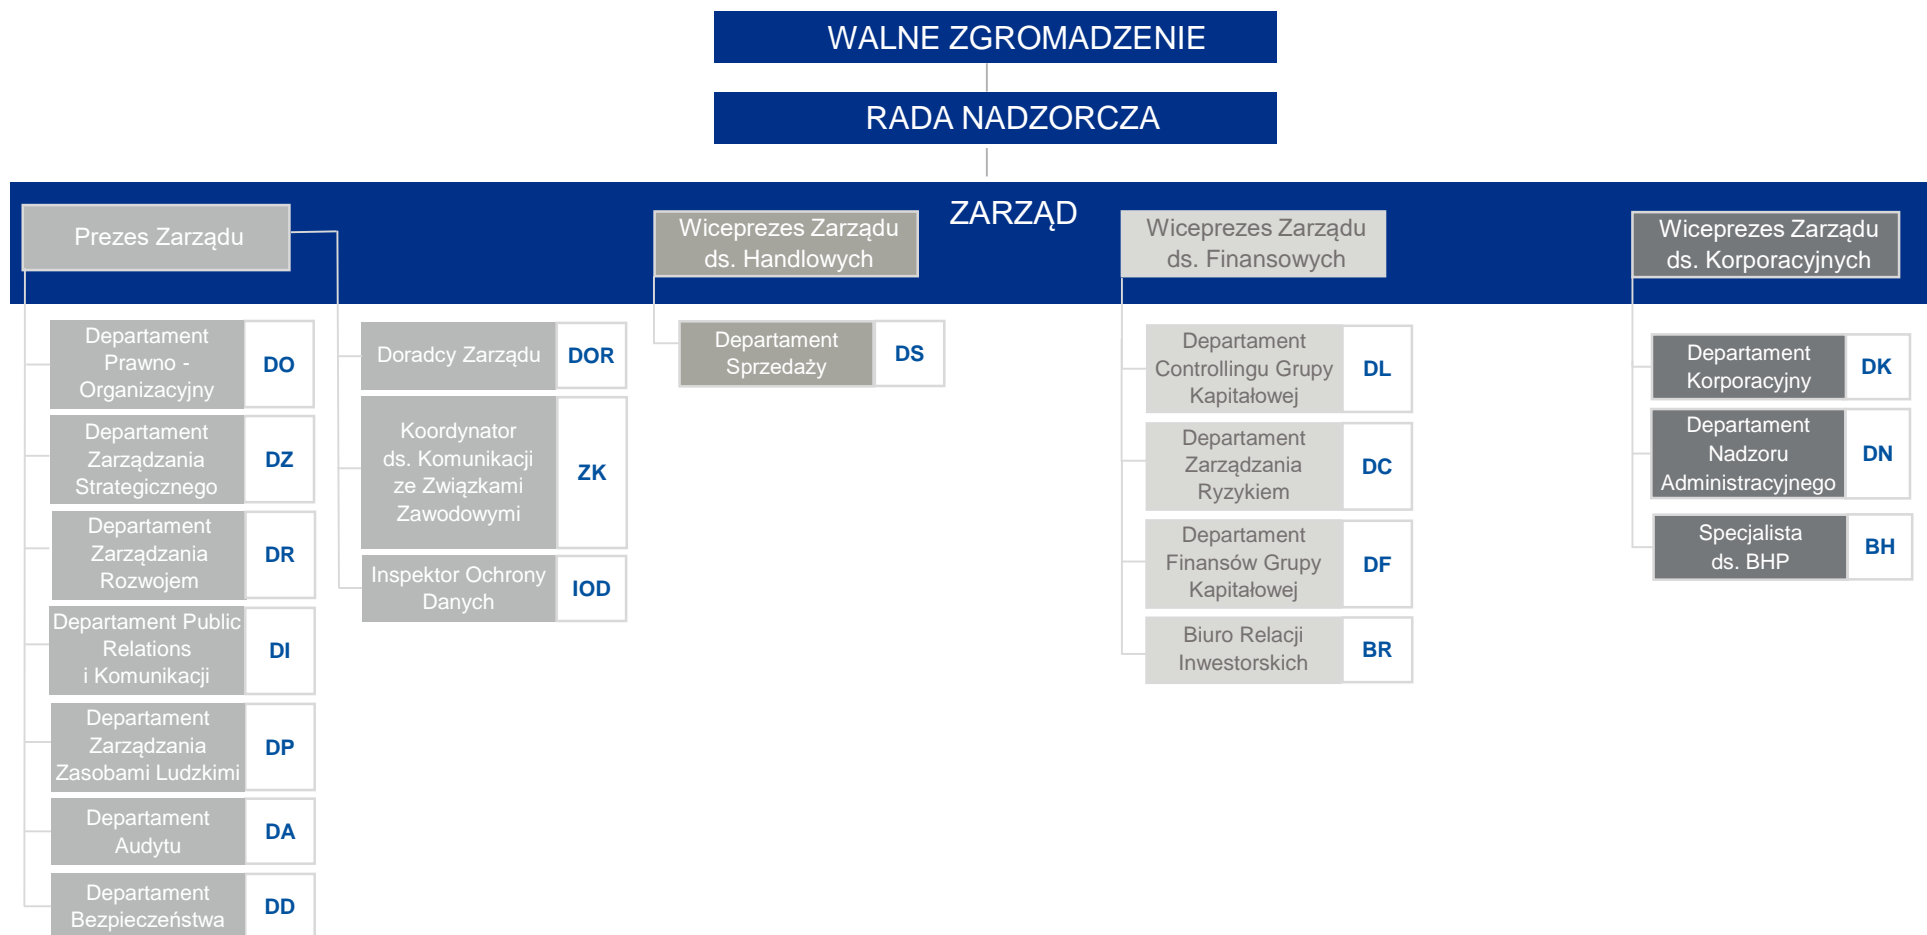 WALNE ZGROMADZENIE
RADA NADZORCZA
ZARZĄD
Prezes Zarządu
Departament
Prawno -
Organizacyjny
DO
Departament
Zarządzania
Strategicznego
DZ
Departament
Zarządzania
Rozwojem
DR
Departament Public
Relations
i Komunikacji
DI
Departament
Zarządzania
Zasobami Ludzkimi
DP
Departament
Audytu
DA
Departament
Bezpieczeństwa
DD
Doradcy Zarządu
DOR
Koordynator
ds. Komunikacji
ze Związkami
Zawodowymi
ZK
Inspektor Ochrony
Danych
IOD
Wiceprezes Zarządu
ds. Handlowych
Departament
Sprzedaży
DS
Wiceprezes Zarządu
ds. Finansowych
Departament
Controllingu Grupy
Kapitałowej
DL
Departament
Zarządzania
Ryzykiem
DC
Departament
Finansów Grupy
Kapitałowej
DF
Biuro Relacji
Inwestorskich
BR
Wiceprezes Zarządu
ds. Korporacyjnych
Departament
Korporacyjny
DK
Departament
Nadzoru
Administracyjnego
DN
Specjalista
ds. BHP
BH